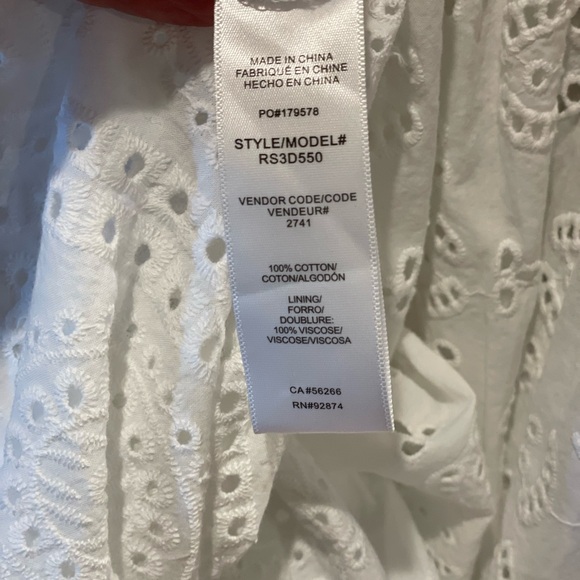 MADE IN CHINA
FABRIQUÉ EN CHINE
HECHO EN CHINA
PO#179578
STYLE/MODEL#
RS3D550
VENDOR CODE/CODE
VENDEUR#
2741
100% COTTON/
COTON/ALGODÓN
LINING/
FORRO/
DOUBLURE:
100% VISCOSE/
VISCOSE/VISCOSA
CA#56266
RN#92874